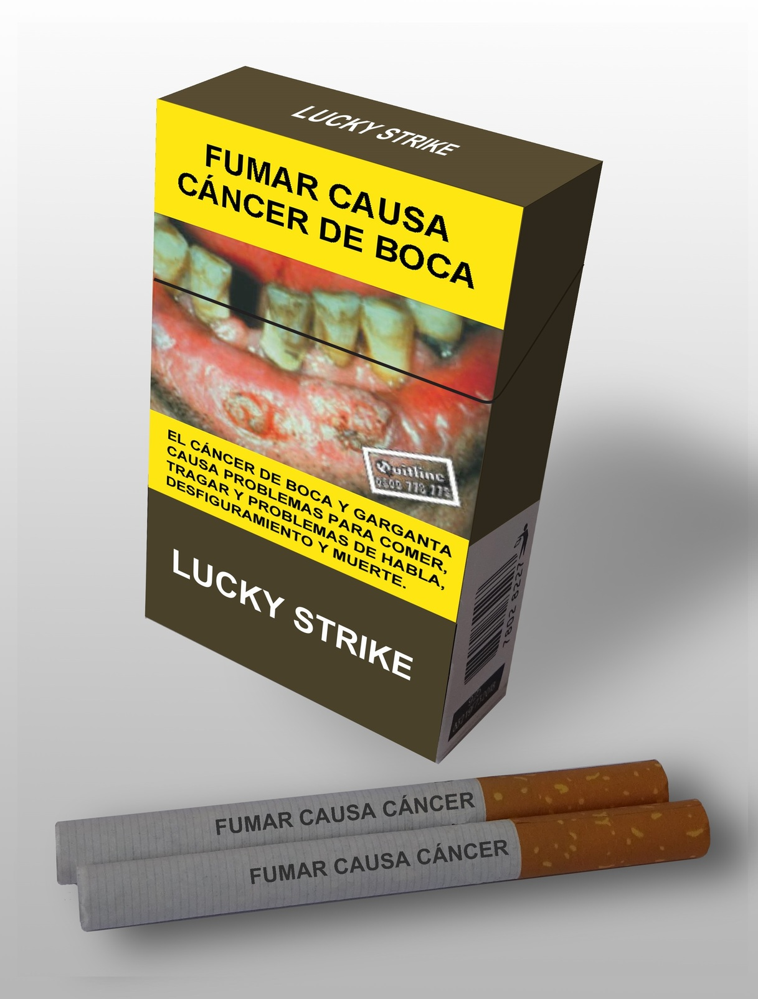 LUCKY STRIKE
FUMAR CAUSA
CÁNCER DE BOCA
Quitline
EL CÁNCER DE BOCA Y GARGANTA
CAUSA PROBLEMAS PARA COMER,
TRAGAR Y PROBLEMAS DE HABLA,
DESFIGURAMIENTO Y MUERTE.
LUCKY STRIKE
7802 8227
FUMAR CAUSA CÁNCER
FUMAR CAUSA CÁNCER